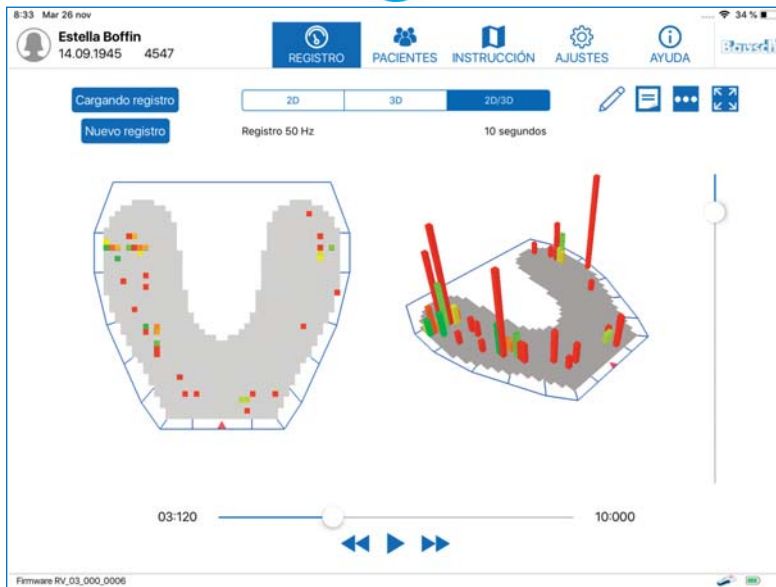 8:33 Mar 26 nov
34 %
Estella Boffin
14.09.1945 4547
REGISTRO
PACIENTES
INSTRUCCIÓN
AJUSTES
AYUDA
Bausch
Cargando registro
2D
3D
2D/3D
Nuevo registro
Registro 50 Hz
10 segundos
03:120
10:000
Firmware RV_03_000_0006